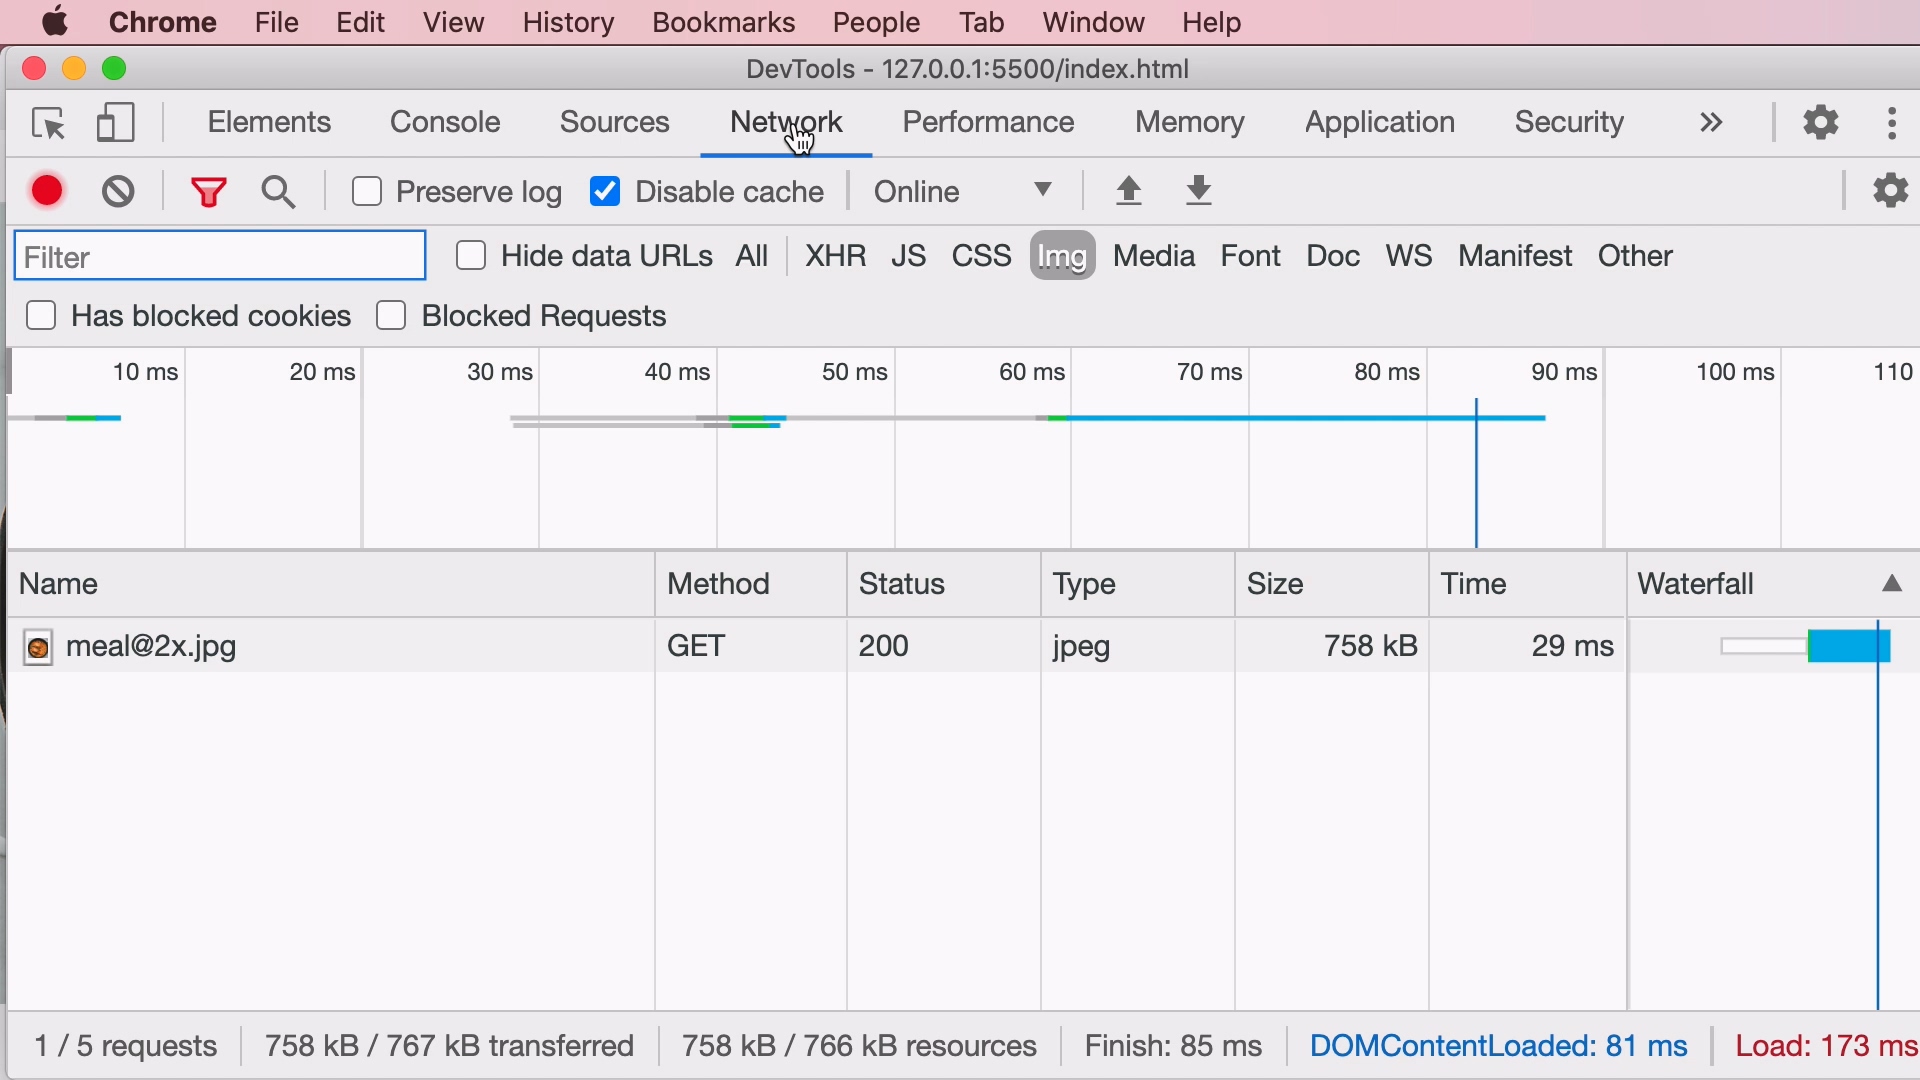 Chrome File Edit View History Bookmarks People Tab Window Help
DevTools - 127.0.0.1:5500/index.html
Elements Console Sources Network Performance Memory Application Security »
Preserve log Disable cache Online
Filter Hide data URLs All XHR JS CSS Img Media Font Doc WS Manifest Other
Has blocked cookies Blocked Requests
10 ms 20 ms 30 ms 40 ms 50 ms 60 ms 70 ms 80 ms 90 ms 100 ms 110
Name Method Status Type Size Time Waterfall
meal@2x.jpg GET 200 jpeg 758 kB 29 ms
1 / 5 requests 758 kB / 767 kB transferred 758 kB / 766 kB resources Finish: 85 ms DOMContentLoaded: 81 ms Load: 173 ms